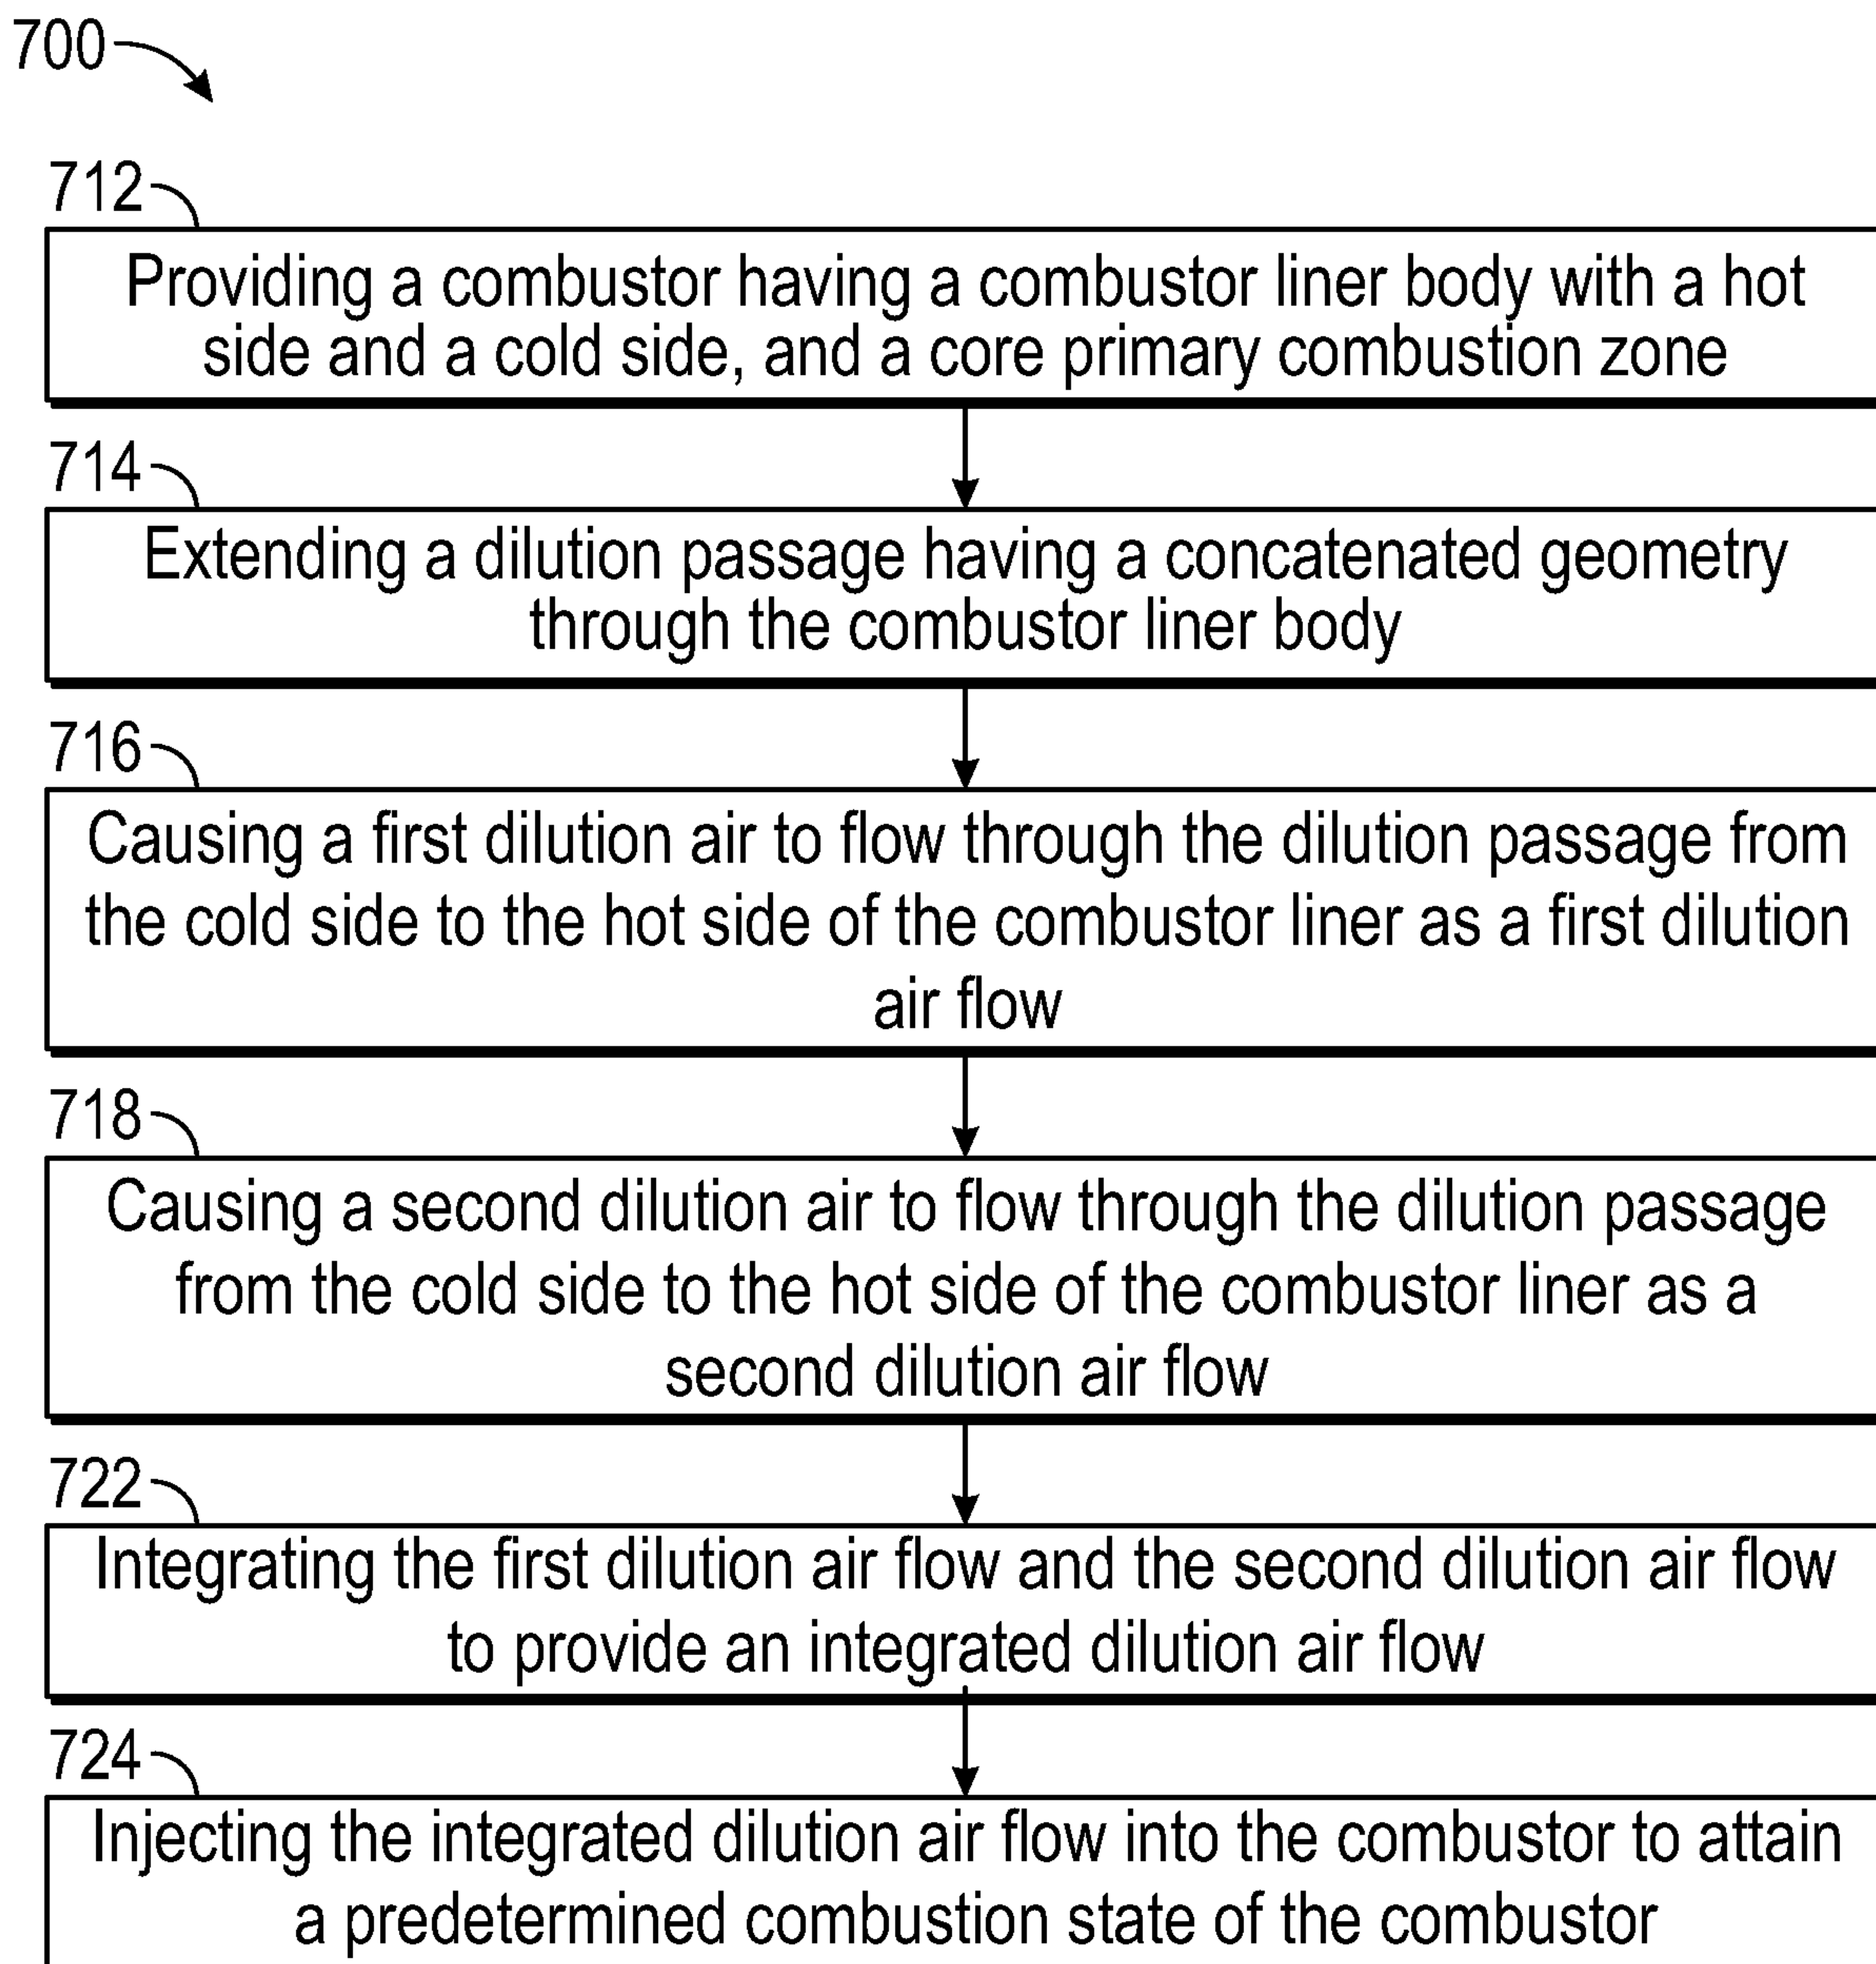 700
712
Providing a combustor having a combustor liner body with a hot
side and a cold side, and a core primary combustion zone
714
Extending a dilution passage having a concatenated geometry
through the combustor liner body
716
Causing a first dilution air to flow through the dilution passage from
the cold side to the hot side of the combustor liner as a first dilution
air flow
718
Causing a second dilution air to flow through the dilution passage
from the cold side to the hot side of the combustor liner as a
second dilution air flow
722
Integrating the first dilution air flow and the second dilution air flow
to provide an integrated dilution air flow
724
Injecting the integrated dilution air flow into the combustor to attain
a predetermined combustion state of the combustor